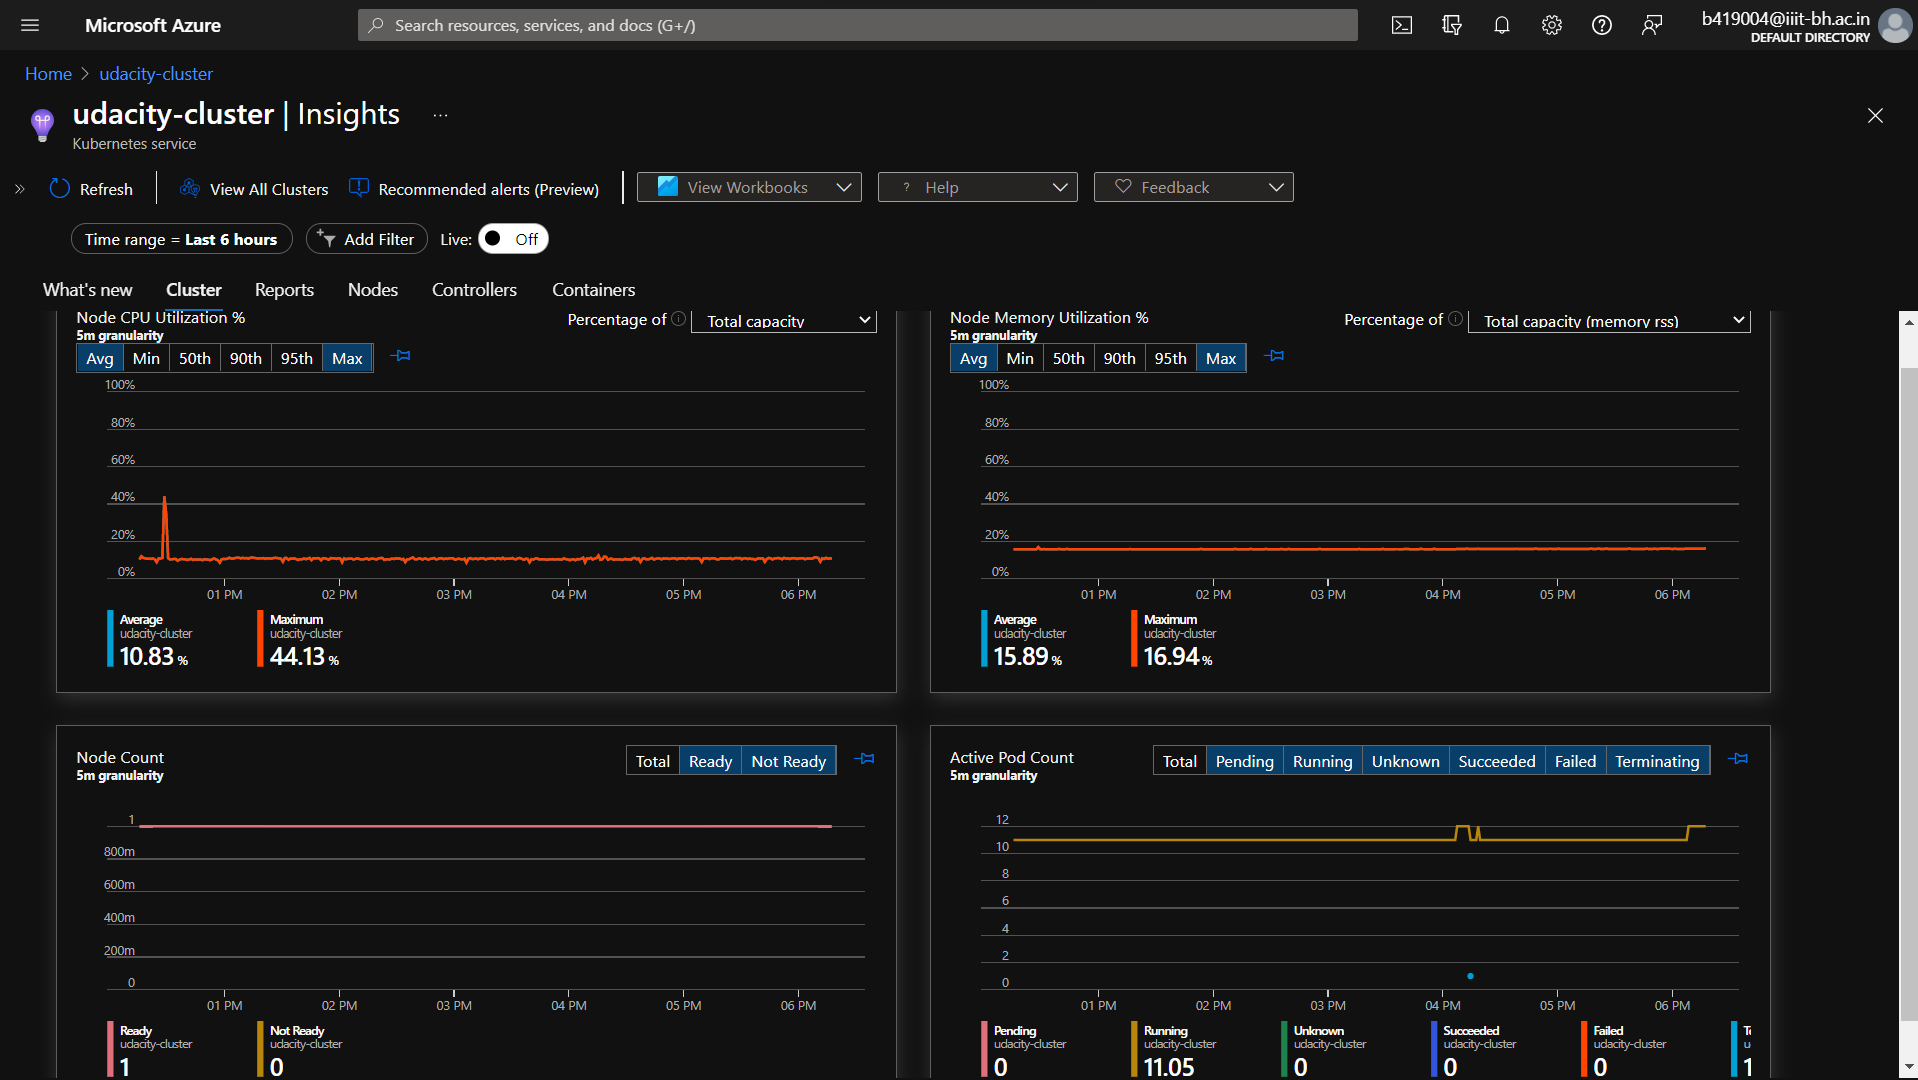 Microsoft Azure
Search resources, services, and docs (G+/)
b419004@iiit-bh.ac.in
DEFAULT DIRECTORY
Home > udacity-cluster
udacity-cluster | Insights ...
Kubernetes service
» Refresh View All Clusters Recommended alerts (Preview) View Workbooks ? Help Feedback
Time range = Last 6 hours Add Filter Live: Off
What's new Cluster Reports Nodes Controllers Containers
Node CPU Utilization % Percentage of Total capacity
5m granularity
Avg Min 50th 90th 95th Max
100%
80%
60%
40%
20%
0%
01 PM 02 PM 03 PM 04 PM 05 PM 06 PM
Average Maximum
udacity-cluster udacity-cluster
10.83 % 44.13 %
Node Memory Utilization % Percentage of Total capacity (memory rss)
5m granularity
Avg Min 50th 90th 95th Max
100%
80%
60%
40%
20%
0%
01 PM 02 PM 03 PM 04 PM 05 PM 06 PM
Average Maximum
udacity-cluster udacity-cluster
15.89 % 16.94 %
Node Count Total Ready Not Ready
5m granularity
1
800m
600m
400m
200m
0
01 PM 02 PM 03 PM 04 PM 05 PM 06 PM
Ready Not Ready
udacity-cluster udacity-cluster
1 0
Active Pod Count Total Pending Running Unknown Succeeded Failed Terminating
5m granularity
12
10
8
6
4
2
0
01 PM 02 PM 03 PM 04 PM 05 PM 06 PM
Pending Running Unknown Succeeded Failed
udacity-cluster udacity-cluster udacity-cluster udacity-cluster udacity-cluster
0 11.05 0 0 0 1